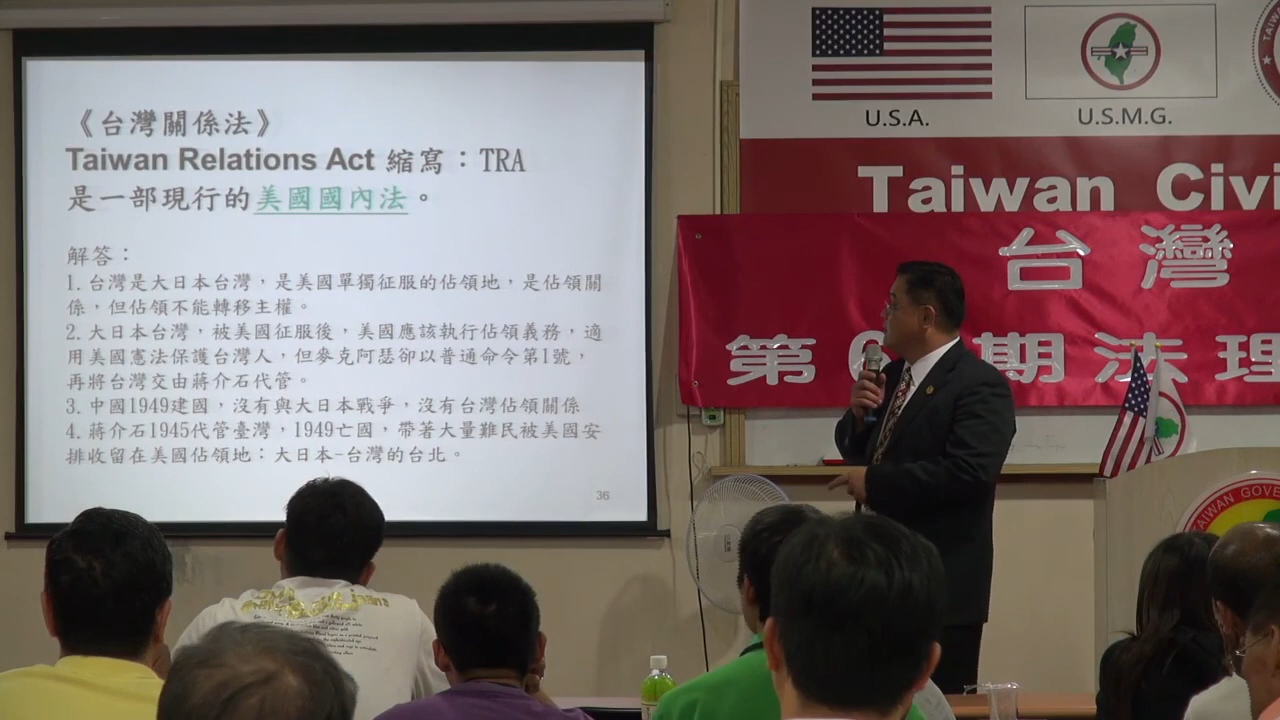 《台灣關係法》
Taiwan Relations Act 縮寫：TRA
是一部現行的美國國內法。
解答：
1. 台灣是大日本台灣，是美國單獨征服的佔領地，是佔領關
係，但佔領不能轉移主權。
2. 大日本台灣，被美國征服後，美國應該執行佔領義務，適
用美國憲法保護台灣人，但麥克阿瑟卻以普通命令第1號，
再將台灣交由蔣介石代管。
3. 中國1949建國，沒有與大日本戰爭，沒有台灣佔領關係
4. 蔣介石1945代管臺灣，1949亡國，帶著大量難民被美國安
排收留在美國佔領地：大日本-台灣的台北。
36
U.S.A.
U.S.M.G.
Taiwan Civi
台灣
第6 期法理
TAIWAN GOVER